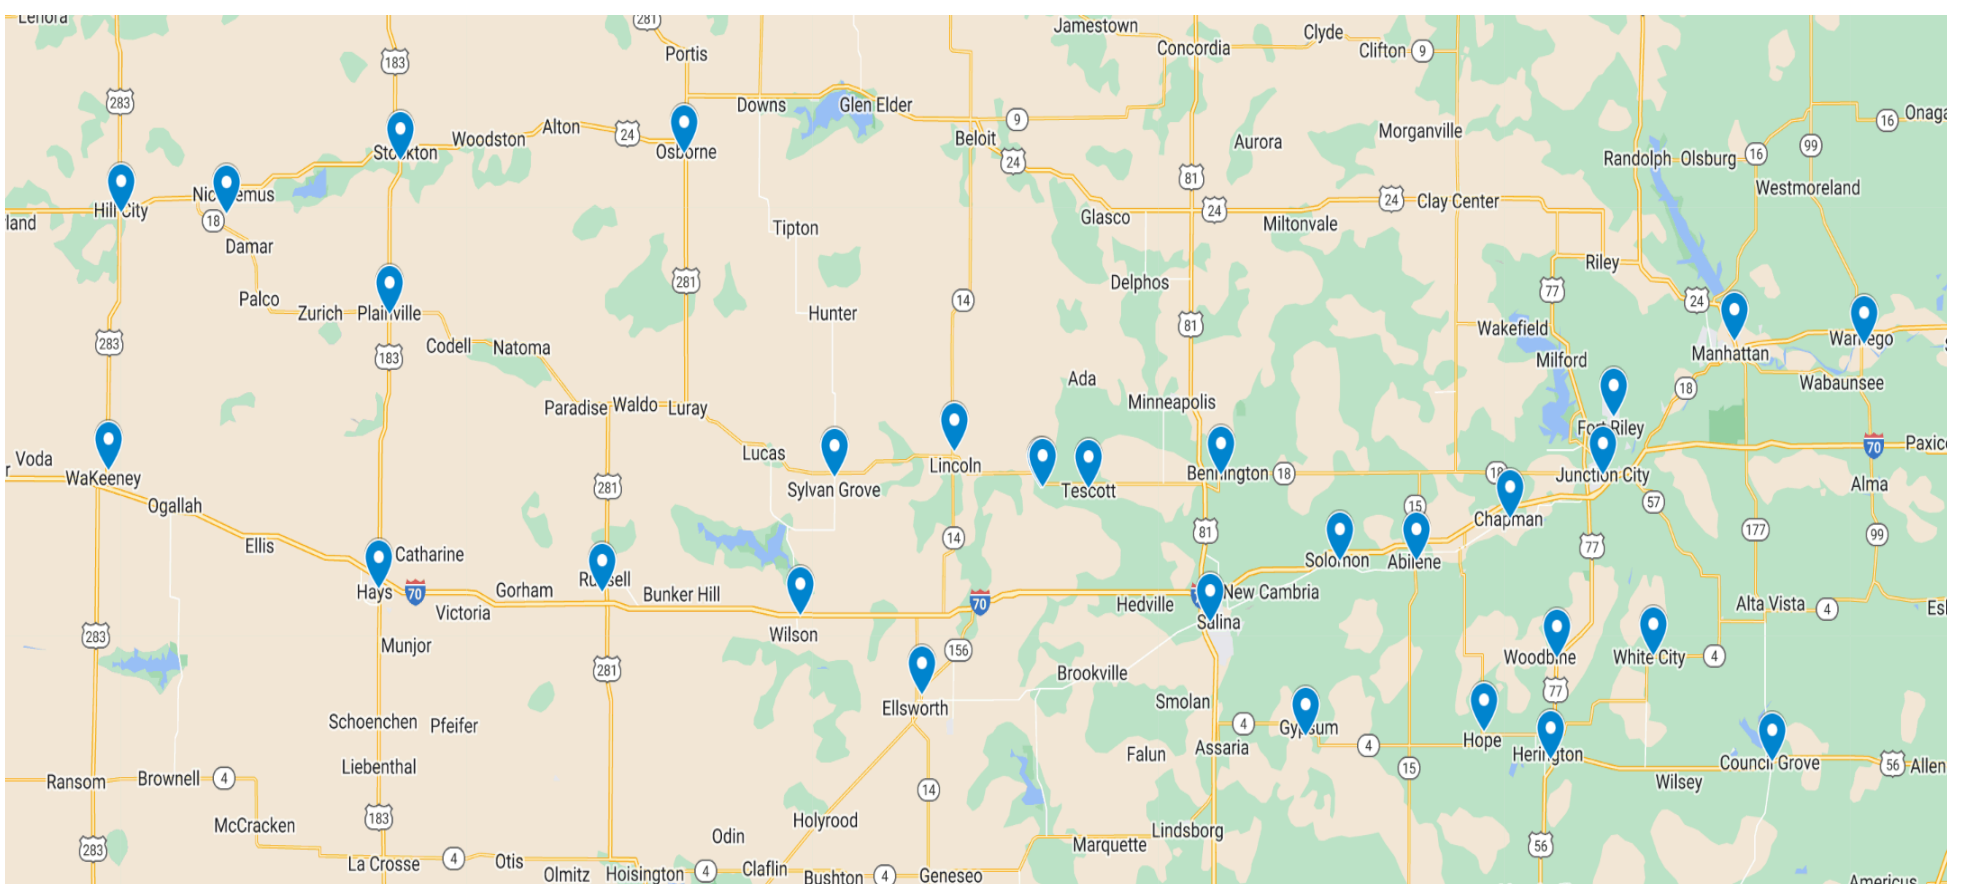 Lenora
281
Jamestown
Clyde
Concordia
Clifton
9
183
Portis
283
Downs
Glen Elder
9
16
Alton
24
Woodston
Beloit
Aurora
Morganville
99
Stockton
Osborne
24
Randolph
Olsburg
16
81
Westmoreland
Hill City
Nicodemus
18
24
Clay Center
Glasco
24
Miltonvale
Tipton
Damar
Riley
281
Delphos
77
24
Palco
14
Zurich
Plainville
Hunter
81
Wakefield
283
183
Codell
Natoma
Milford
Manhattan
Wamego
Ada
18
Wabaunsee
Paradise
Waldo
Luray
Minneapolis
Fort Riley
Voda
Lucas
Lincoln
70
Bennington
18
18
Junction City
WaKeeney
281
Sylvan Grove
Tescott
Alma
Ogallah
15
57
Chapman
81
177
99
Ellis
Catharine
14
77
Solomon
Abilene
Hays
70
Gorham
Russell
Bunker Hill
70
Hedville
New Cambria
Victoria
Alta Vista
4
Salina
283
Wilson
Munjor
156
Woodbine
White City
4
281
Brookville
77
Ellsworth
Smolan
Schoenchen
Pfeifer
4
Gypsum
Hope
4
Assaria
Falun
Herington
Liebenthal
15
Council Grove
56
Allen
Ransom
Brownell
4
14
Wilsey
183
McCracken
Holyrood
Odin
Lindsborg
283
Marquette
56
La Crosse
4
Otis
Olmitz
Hoisington
4
Claflin
Bushton
4
Geneseo
Americus